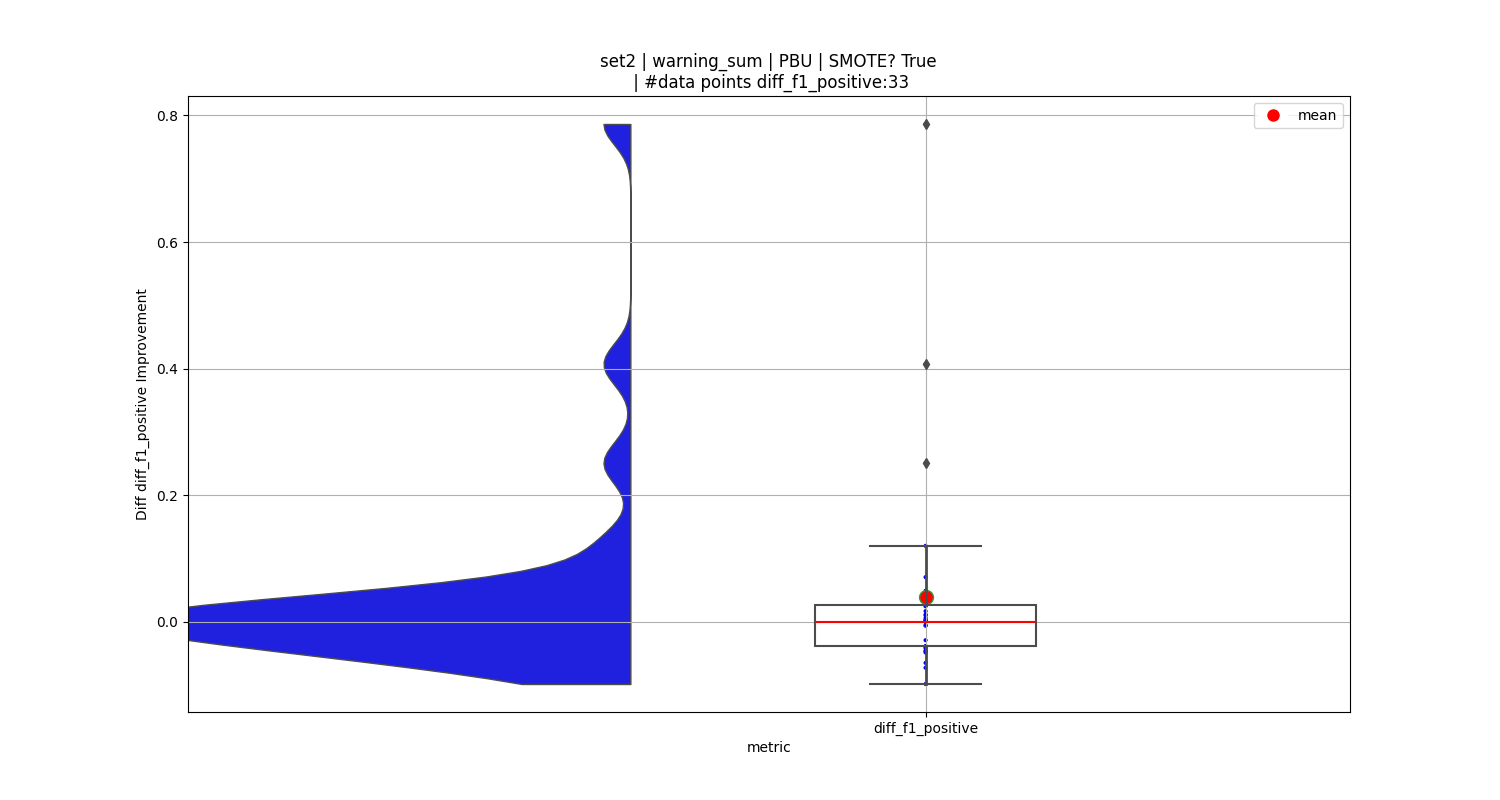 set2 | warning_sum | PBU | SMOTE? True
| #data points diff_f1_positive:33
mean
0.8
0.6
0.4
0.2
0.0
Diff diff_f1_positive Improvement
diff_f1_positive
metric